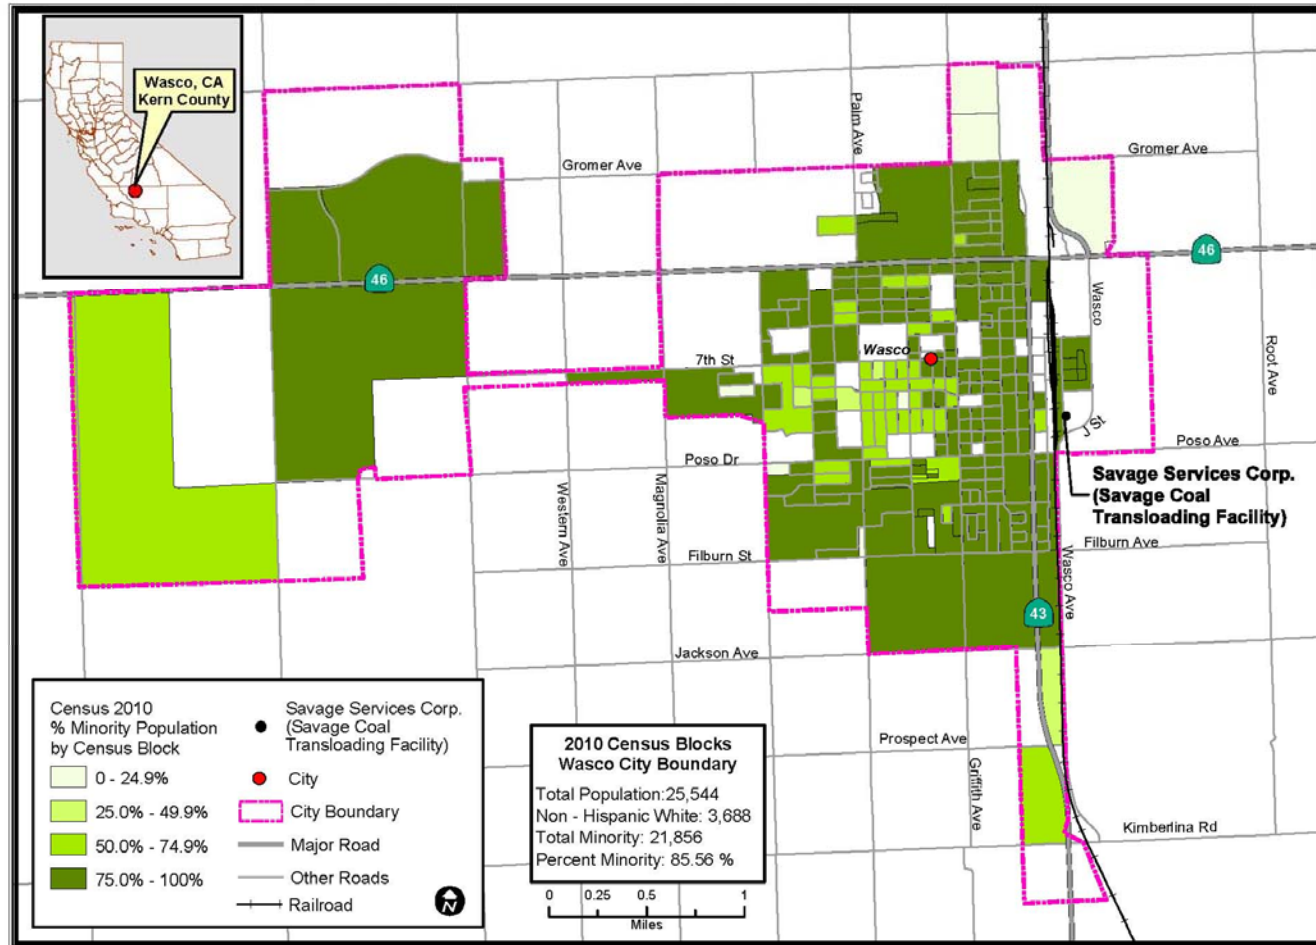 Wasco, CA
Kern County
Palm Ave
Gromer Ave
Gromer Ave
46
46
Wasco
Root Ave
Wasco
7th St
J St
Poso Ave
Poso Dr
Savage Services Corp.
(Savage Coal
Transloading Facility)
Western Ave
Magnolia Ave
Filburn St
Filburn Ave
Wasco Ave
43
Jackson Ave
Prospect Ave
Griffith Ave
Kimberlina Rd
Census 2010
% Minority Population
by Census Block
0 - 24.9%
25.0% - 49.9%
50.0% - 74.9%
75.0% - 100%
Savage Services Corp.
(Savage Coal
Transloading Facility)
City
City Boundary
Major Road
Other Roads
Railroad
N
2010 Census Blocks
Wasco City Boundary
Total Population:25,544
Non - Hispanic White: 3,688
Total Minority: 21,856
Percent Minority: 85.56 %
0 0.25 0.5 1
Miles